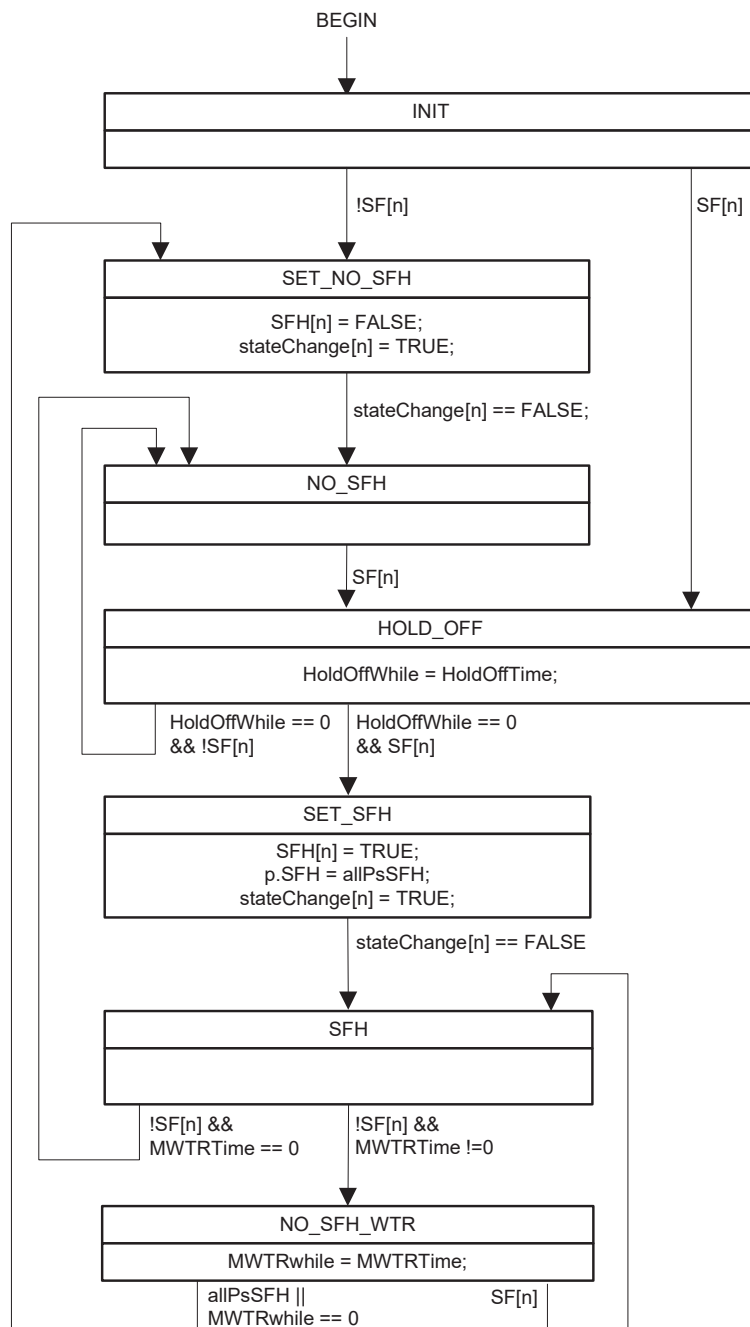 BEGIN
INIT
!SF[n]
SF[n]
SET_NO_SFH
SFH[n] = FALSE;
stateChange[n] = TRUE;
stateChange[n] == FALSE;
NO_SFH
SF[n]
HOLD_OFF
HoldOffWhile = HoldOffTime;
HoldOffWhile == 0
&& !SF[n]
HoldOffWhile == 0
&& SF[n]
SET_SFH
SFH[n] = TRUE;
p.SFH = allPsSFH;
stateChange[n] = TRUE;
stateChange[n] == FALSE
SFH
!SF[n] &&
MWTRTime == 0
!SF[n] &&
MWTRTime !=0
NO_SFH_WTR
MWTRwhile = MWTRTime;
allPsSFH ||
MWTRwhile == 0
SF[n]